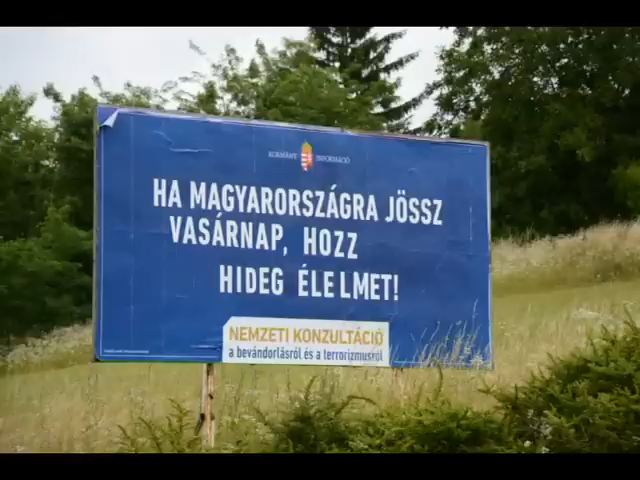 KORMÁNY INFORMÁCIÓ
HA MAGYARORSZÁGRA JÖSSZ
VASÁRNAP, HOZZ
HIDEG ÉLELMET!
NEMZETI KONZULTÁCIÓ
a bevándorlásról és a terrorizmusról